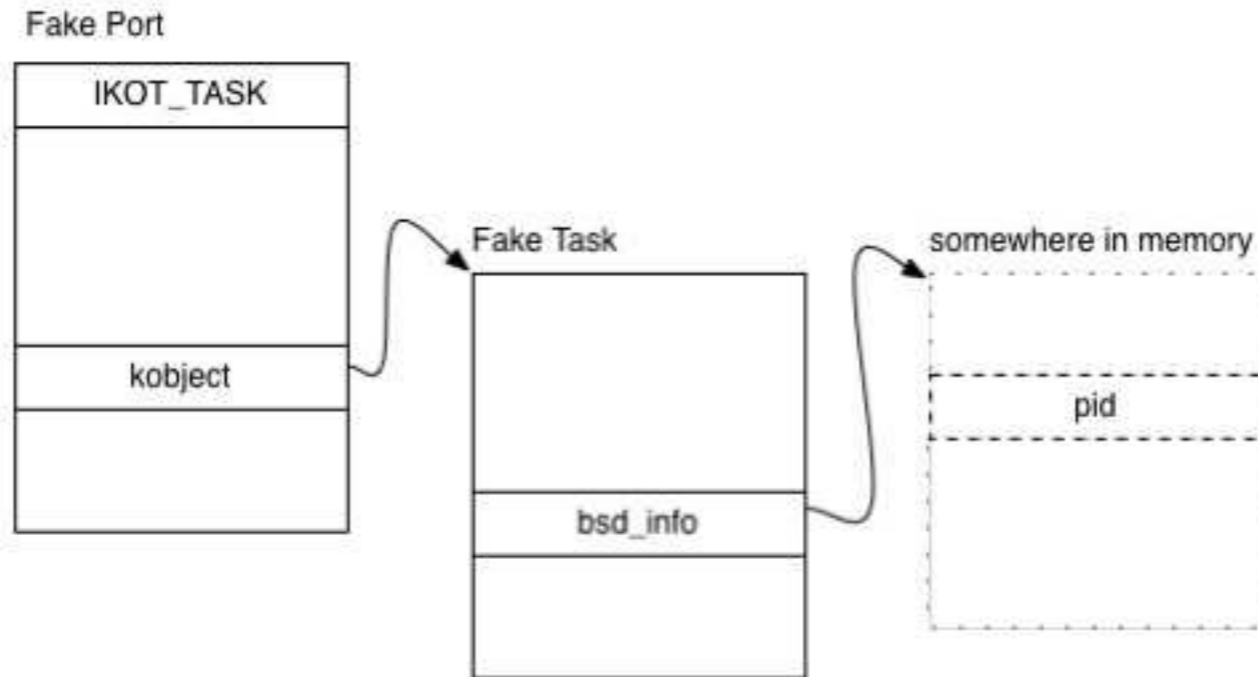 Fake Port
IKOT_TASK
kobject
Fake Task
bsd_info
somewhere in memory
pid